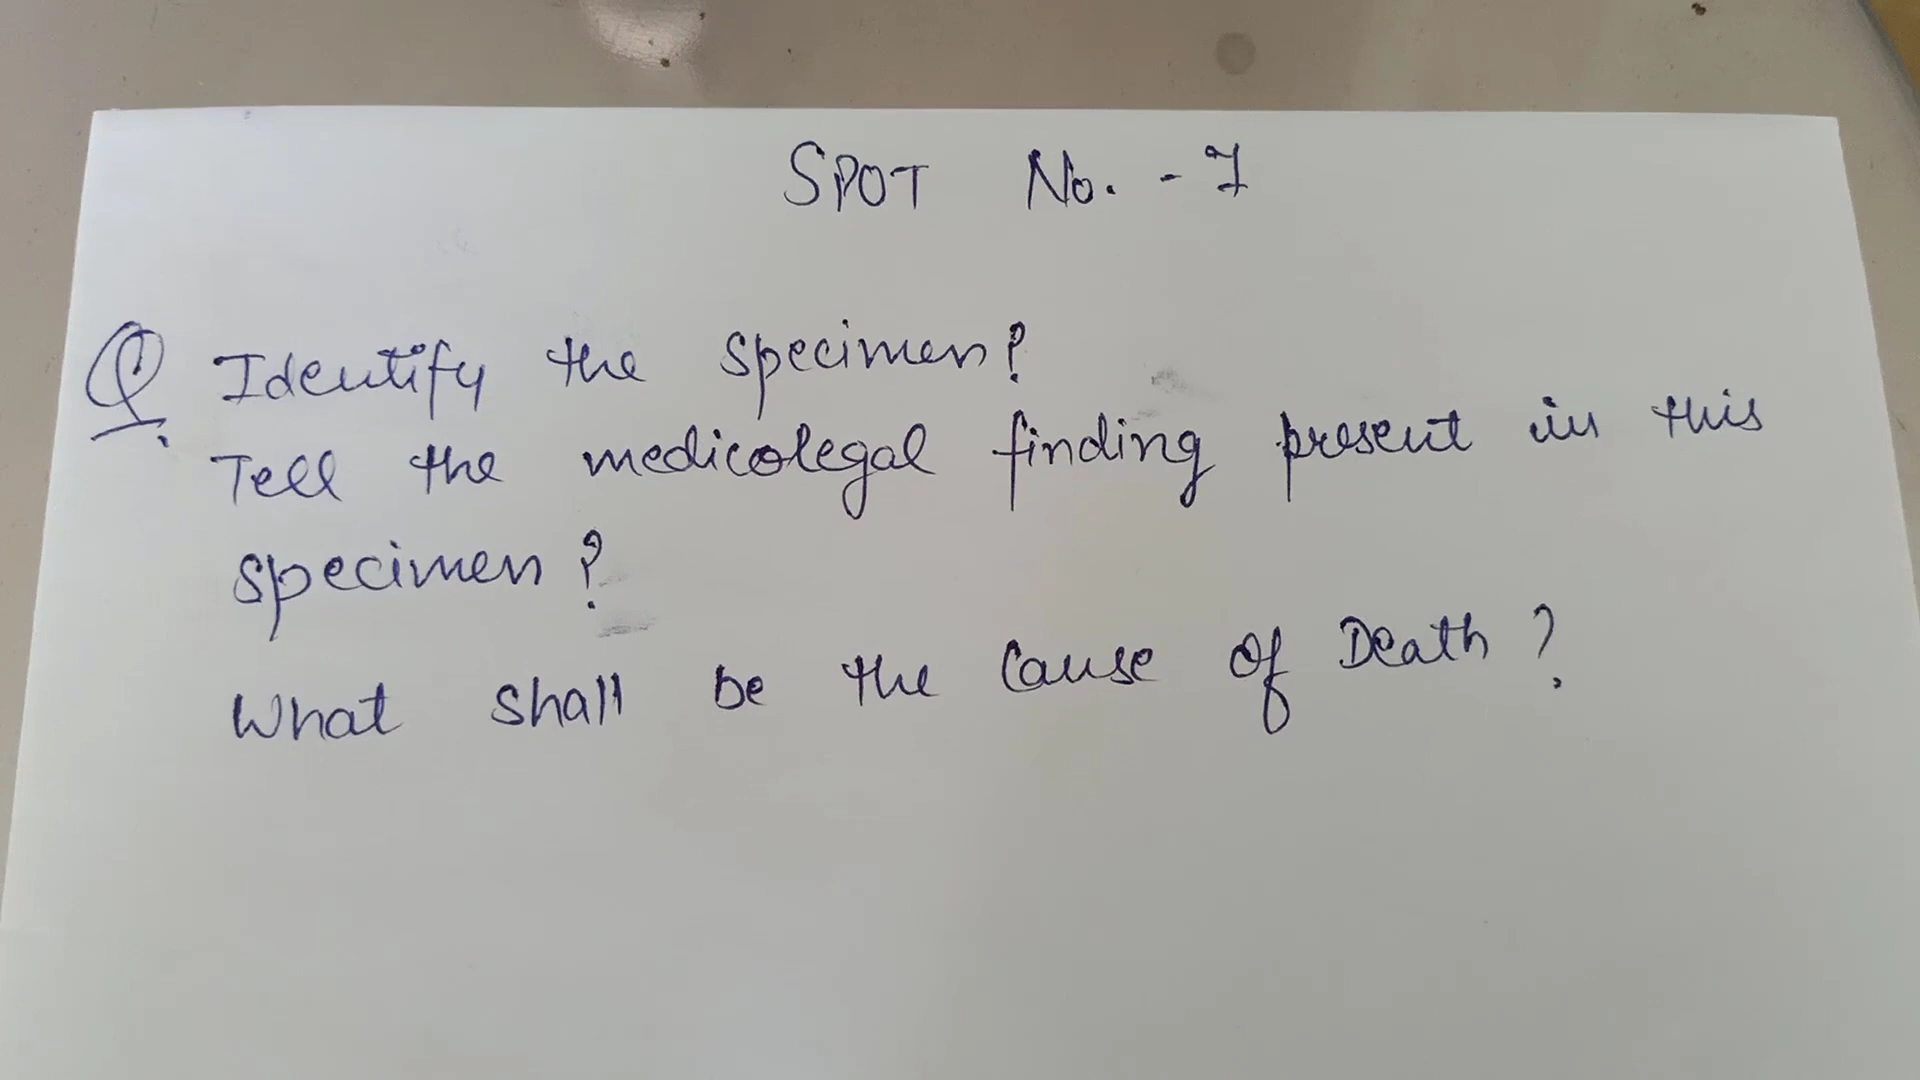 SPOT No. - 7
Q. Identify the specimen?
Tell the medicolegal finding present in this
specimen?
What shall be the Cause Of Death?